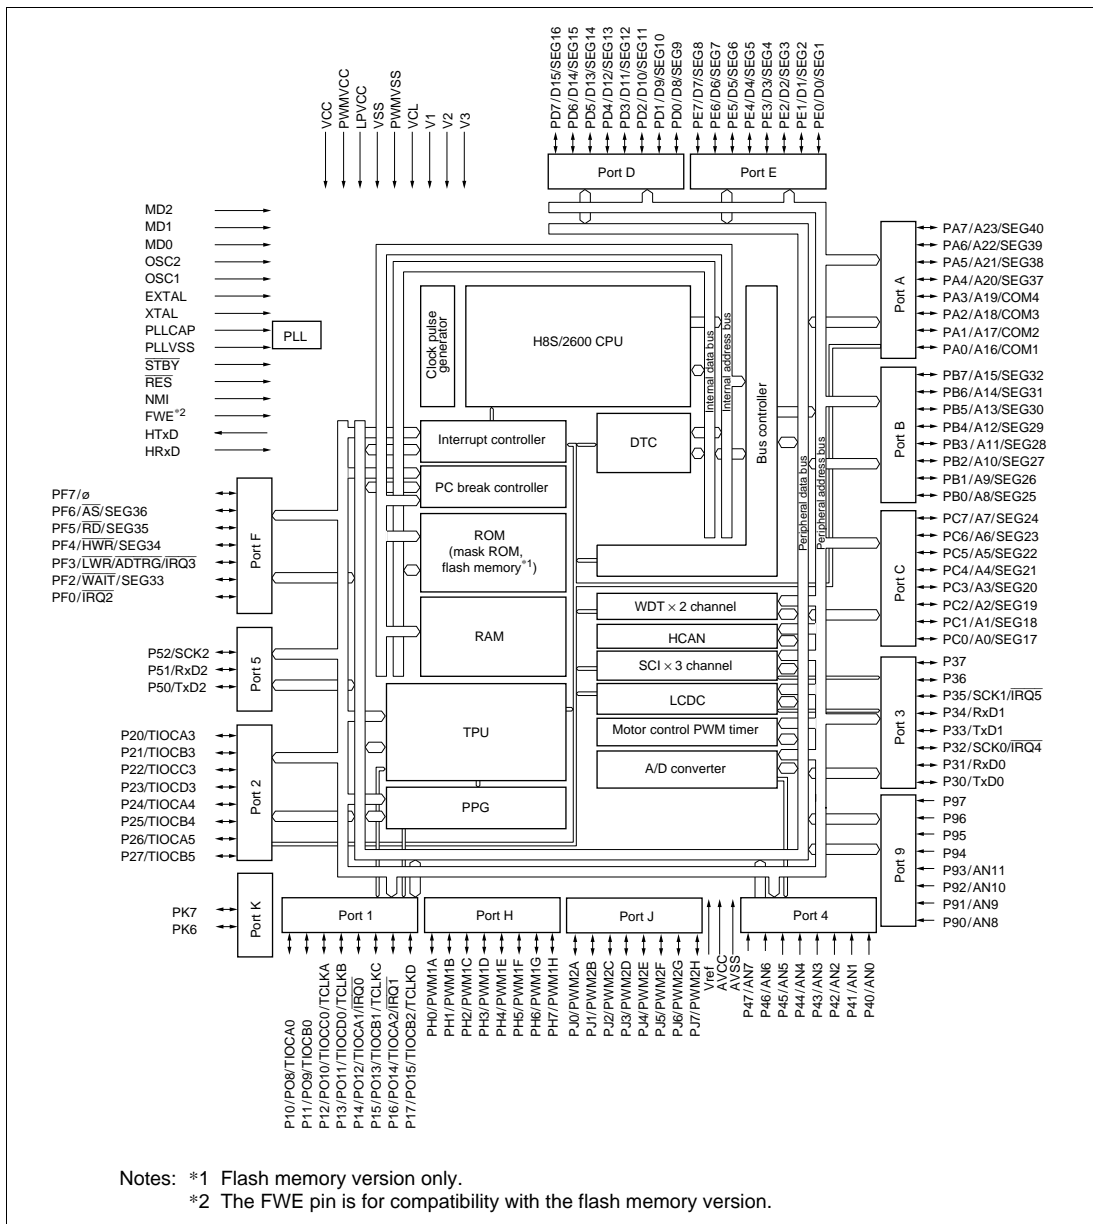 VCC
PWMVCC
LPVCC
VSS
PWMVSS
VCL
V1
V2
V3
PD7/D15/SEG16
PD6/D14/SEG15
PD5/D13/SEG14
PD4/D12/SEG13
PD3/D11/SEG12
PD2/D10/SEG11
PD1/D9/SEG10
PD0/D8/SEG9
PE7/D7/SEG8
PE6/D6/SEG7
PE5/D5/SEG6
PE4/D4/SEG5
PE3/D3/SEG4
PE2/D2/SEG3
PE1/D1/SEG2
PE0/D0/SEG1
Port D
Port E
MD2
MD1
MD0
OSC2
OSC1
EXTAL
XTAL
PLLCAP
PLLVSS
STBY
RES
NMI
FWE*2
HTxD
HRxD
PLL
Clock pulse
generator
H8S/2600 CPU
Internal data bus
Internal address bus
Bus controller
Interrupt controller
DTC
PC break controller
ROM
(mask ROM,
flash memory*1)
RAM
TPU
PPG
WDT × 2 channel
HCAN
SCI × 3 channel
LCDC
Motor control PWM timer
A/D converter
Peripheral data bus
Peripheral address bus
Port A
PA7/A23/SEG40
PA6/A22/SEG39
PA5/A21/SEG38
PA4/A20/SEG37
PA3/A19/COM4
PA2/A18/COM3
PA1/A17/COM2
PA0/A16/COM1
Port B
PB7/A15/SEG32
PB6/A14/SEG31
PB5/A13/SEG30
PB4/A12/SEG29
PB3/A11/SEG28
PB2/A10/SEG27
PB1/A9/SEG26
PB0/A8/SEG25
Port C
PC7/A7/SEG24
PC6/A6/SEG23
PC5/A5/SEG22
PC4/A4/SEG21
PC3/A3/SEG20
PC2/A2/SEG19
PC1/A1/SEG18
PC0/A0/SEG17
Port 3
P37
P36
P35/SCK1/IRQ5
P34/RxD1
P33/TxD1
P32/SCK0/IRQ4
P31/RxD0
P30/TxD0
Port 9
P97
P96
P95
P94
P93/AN11
P92/AN10
P91/AN9
P90/AN8
PF7/ø
PF6/AS/SEG36
PF5/RD/SEG35
PF4/HWR/SEG34
PF3/LWR/ADTRG/IRQ3
PF2/WAIT/SEG33
PF0/IRQ2
Port F
P52/SCK2
P51/RxD2
P50/TxD2
Port 5
P20/TIOCA3
P21/TIOCB3
P22/TIOCC3
P23/TIOCD3
P24/TIOCA4
P25/TIOCB4
P26/TIOCA5
P27/TIOCB5
Port 2
PK7
PK6
Port K
Port 1
Port H
Port J
Port 4
P10/PO8/TIOCA0
P11/PO9/TIOCB0
P12/PO10/TIOCC0/TCLKA
P13/PO11/TIOCD0/TCLKB
P14/PO12/TIOCA1/IRQ0
P15/PO13/TIOCB1/TCLKC
P16/PO14/TIOCA2/IRQ1
P17/PO15/TIOCB2/TCLKD
PH0/PWM1A
PH1/PWM1B
PH2/PWM1C
PH3/PWM1D
PH4/PWM1E
PH5/PWM1F
PH6/PWM1G
PH7/PWM1H
PJ0/PWM2A
PJ1/PWM2B
PJ2/PWM2C
PJ3/PWM2D
PJ4/PWM2E
PJ5/PWM2F
PJ6/PWM2G
PJ7/PWM2H
Vref
AVCC
AVSS
P47/AN7
P46/AN6
P45/AN5
P44/AN4
P43/AN3
P42/AN2
P41/AN1
P40/AN0
Notes: *1 Flash memory version only.
*2 The FWE pin is for compatibility with the flash memory version.